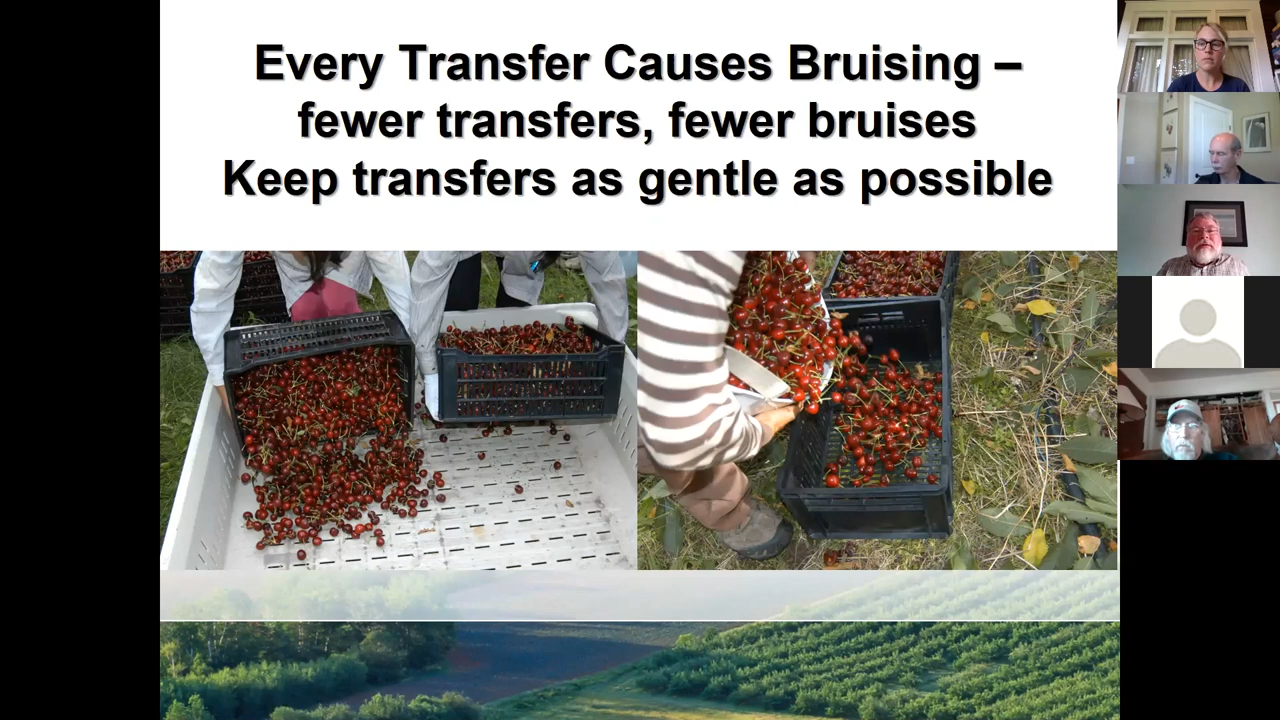 Every Transfer Causes Bruising –
fewer transfers, fewer bruises
Keep transfers as gentle as possible